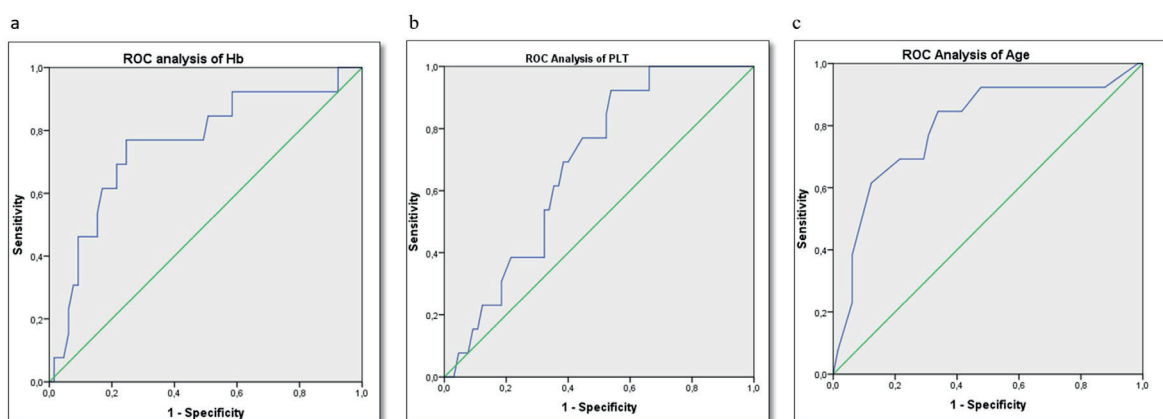 a
ROC analysis of Hb
1,0
0,8
0,6
0,4
0,2
0,0
Sensitivity
0,0 0,2 0,4 0,6 0,8 1,0
1 - Specificity
b
ROC Analysis of PLT
1,0
0,8
0,6
0,4
0,2
0,0
Sensitivity
0,0 0,2 0,4 0,6 0,8 1,0
1 - Specificity
c
ROC Analysis of Age
1,0
0,8
0,6
0,4
0,2
0,0
Sensitivity
0,0 0,2 0,4 0,6 0,8 1,0
1 - Specificity